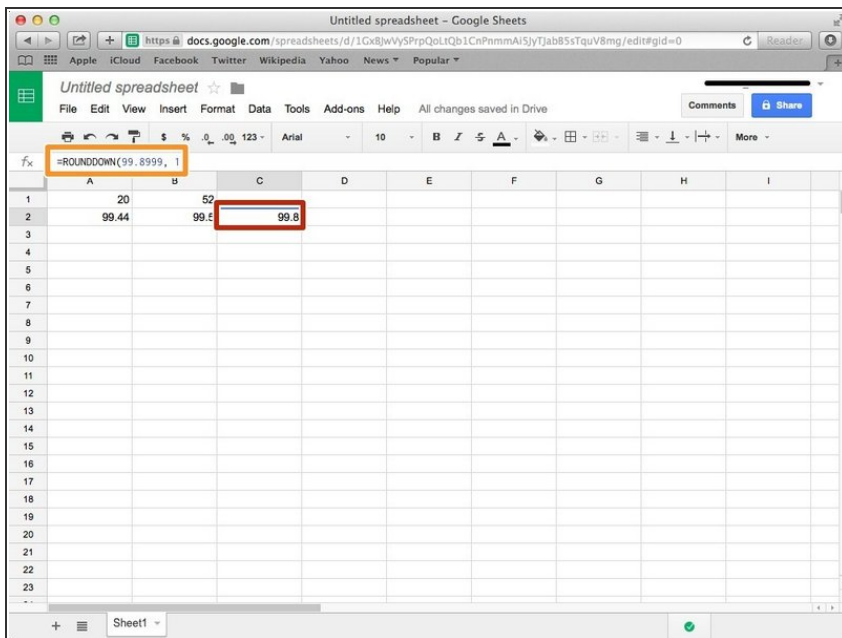 Untitled spreadsheet – Google Sheets
https docs.google.com/spreadsheets/d/1GxBJwVySPrpQoLtQb1CnPnmmAi5JyTJab85sTquV8mg/edit#gid=0 Reader
Apple iCloud Facebook Twitter Wikipedia Yahoo News Popular
Untitled spreadsheet
File Edit View Insert Format Data Tools Add-ons Help All changes saved in Drive Comments Share
$ % .0 .00 123 Arial 10 B I S A More
fx =ROUNDDOWN(99.8999, 1
A B C D E F G H I
1 20 52
2 99.44 99.5 99.8
3
4
5
6
7
8
9
10
11
12
13
14
15
16
17
18
19
20
21
22
23
+ Sheet1